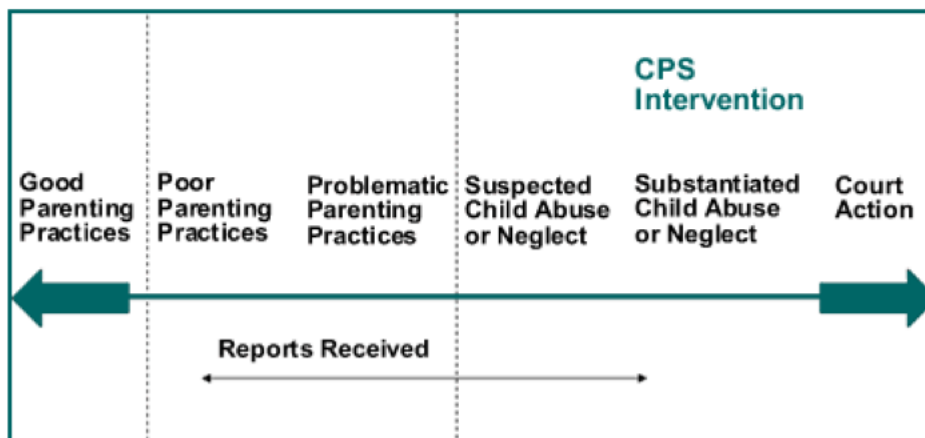 CPS
Intervention
Good
Parenting
Practices
Poor
Parenting
Practices
Problematic
Parenting
Practices
Suspected
Child Abuse
or Neglect
Substantiated
Child Abuse
or Neglect
Court
Action
Reports Received